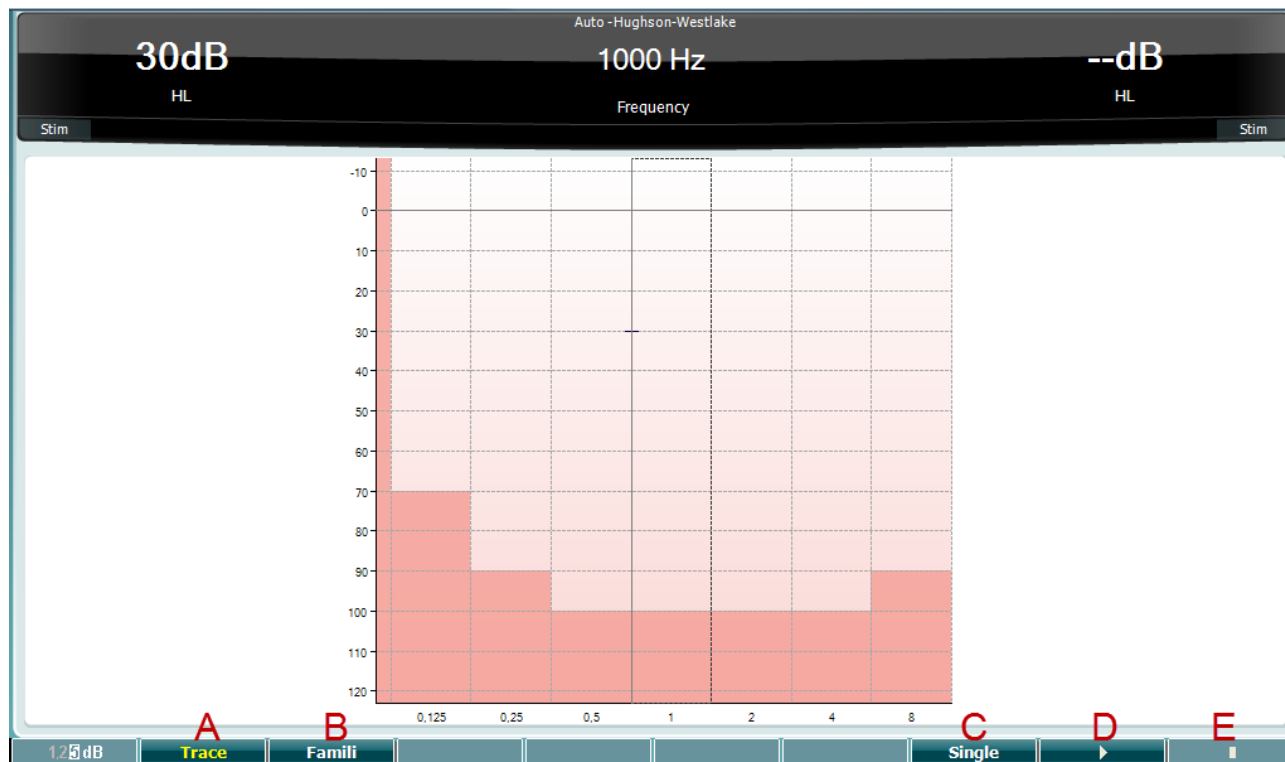 Auto -Hughson-Westlake
30dB 1000 Hz --dB
HL Frequency HL
Stim Stim
-10
0
10
20
30
40
50
60
70
80
90
100
110
120
0,125 0,25 0,5 1 2 4 8
A B C D E
1,2 5 dB Trace Famili Single